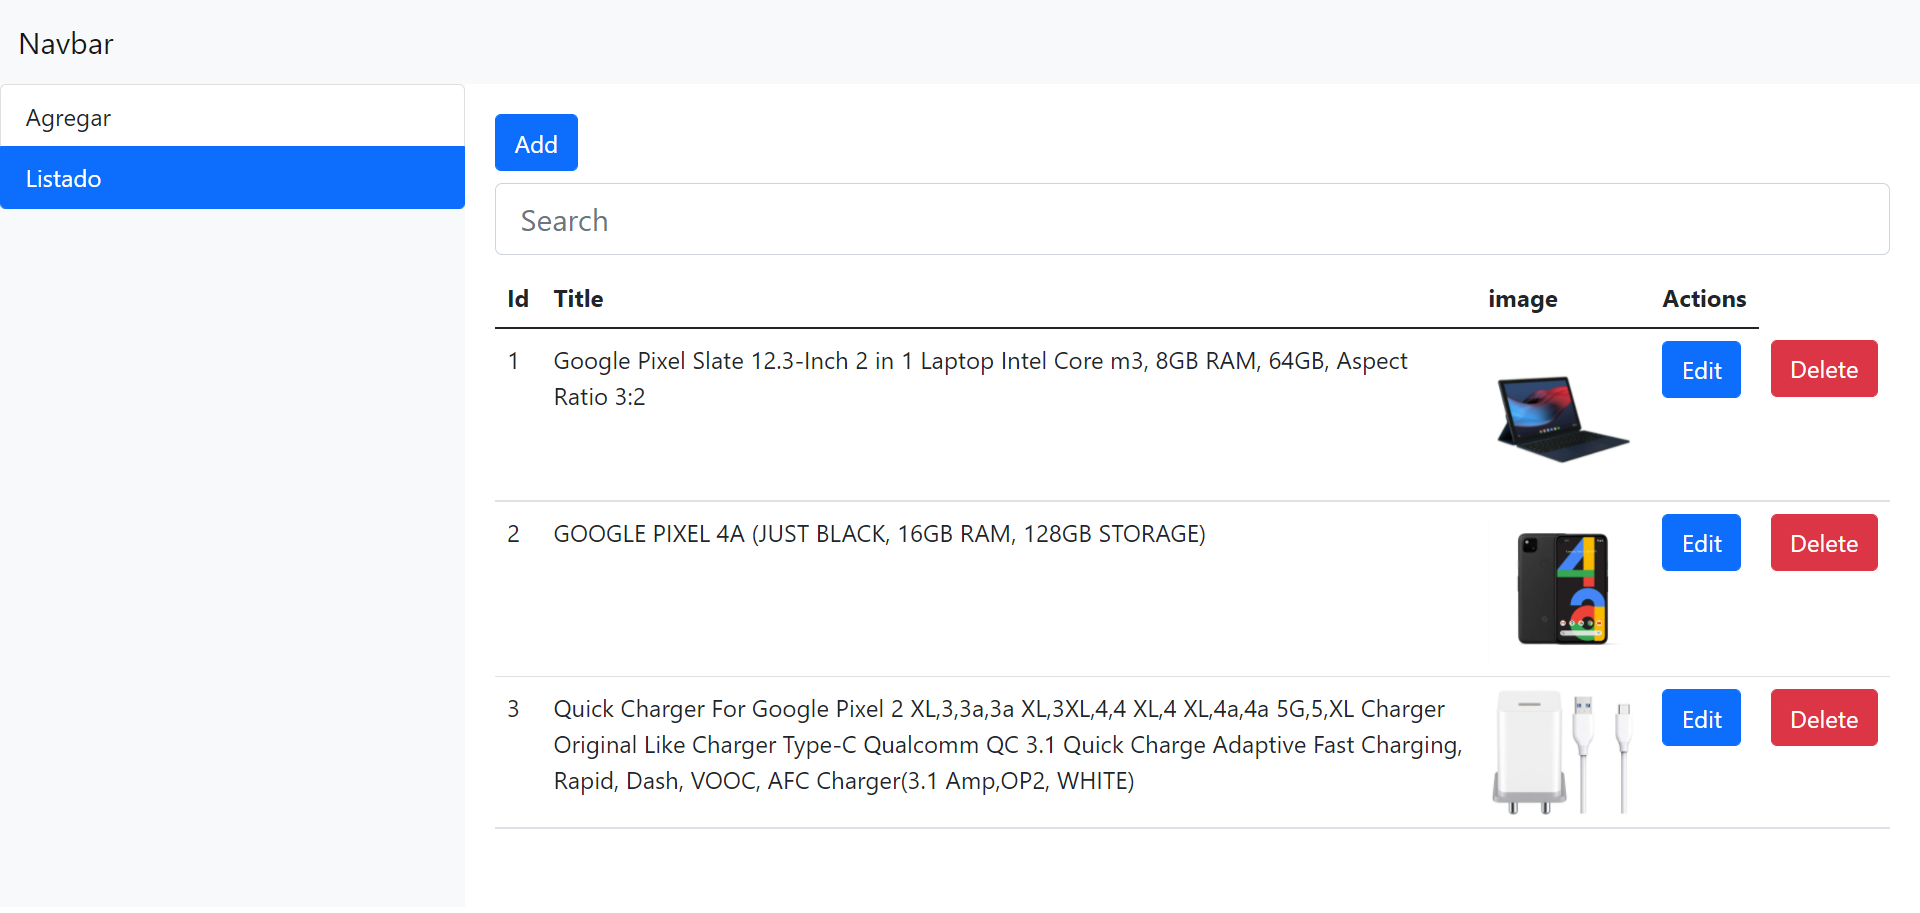 Navbar
Agregar
Listado
Add
Search
Id Title image Actions
1 Google Pixel Slate 12.3-Inch 2 in 1 Laptop Intel Core m3, 8GB RAM, 64GB, Aspect
Ratio 3:2
Edit Delete
2 GOOGLE PIXEL 4A (JUST BLACK, 16GB RAM, 128GB STORAGE)
Edit Delete
3 Quick Charger For Google Pixel 2 XL,3,3a,3a XL,3XL,4,4 XL,4 XL,4a,4a 5G,5,XL Charger
Original Like Charger Type-C Qualcomm QC 3.1 Quick Charge Adaptive Fast Charging,
Rapid, Dash, VOOC, AFC Charger(3.1 Amp,OP2, WHITE)
Edit Delete